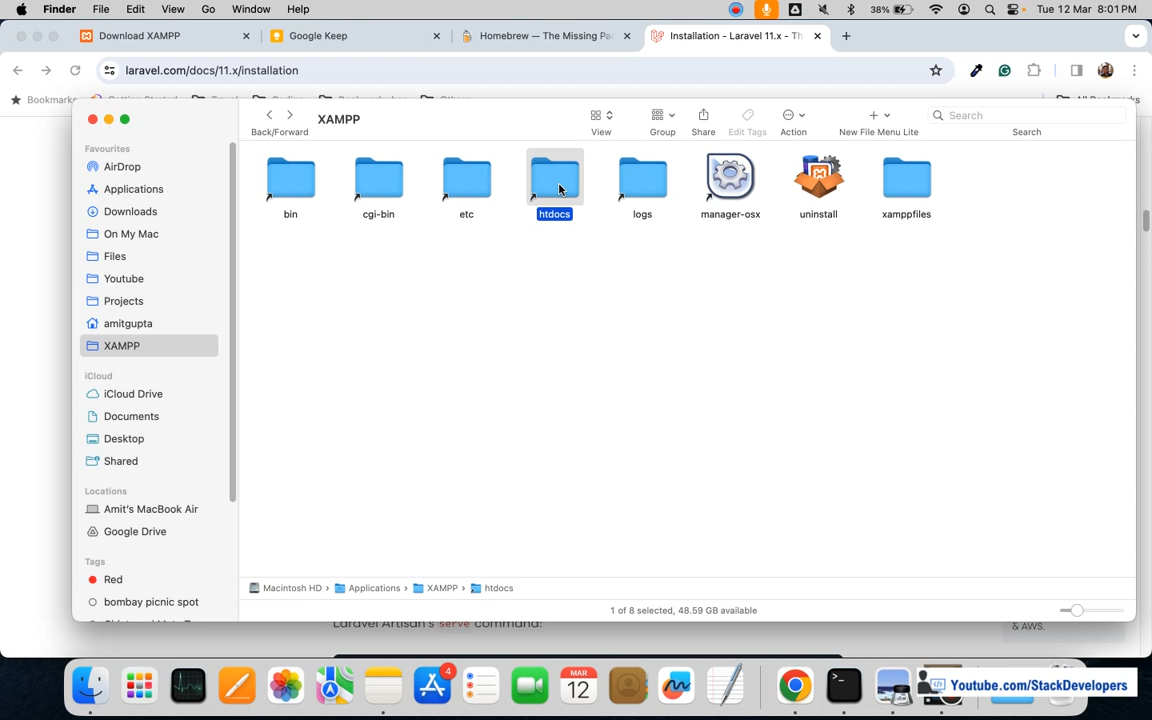 Finder File Edit View Go Window Help
4
38%
Tue 12 Mar 8:01 PM
Download XAMPP
Google Keep
Homebrew — The Missing Pa
Installation - Laravel 11.x - Th
laravel.com/docs/11.x/installation
Bookmarks
All Bookmarks
Back/Forward
XAMPP
View
Group
Share
Edit Tags
Action
New File Menu Lite
Search
Search
Favourites
AirDrop
Applications
Downloads
On My Mac
Files
Youtube
Projects
amitgupta
XAMPP
iCloud
iCloud Drive
Documents
Desktop
Shared
Locations
Amit's MacBook Air
Google Drive
Tags
Red
bombay picnic spot
bin
cgi-bin
etc
htdocs
logs
manager-osx
uninstall
xamppfiles
Macintosh HD › Applications › XAMPP › htdocs
1 of 8 selected, 48.59 GB available
Laravel Artisan's serve command:
& AWS.
MAR
12
Youtube.com/StackDevelopers